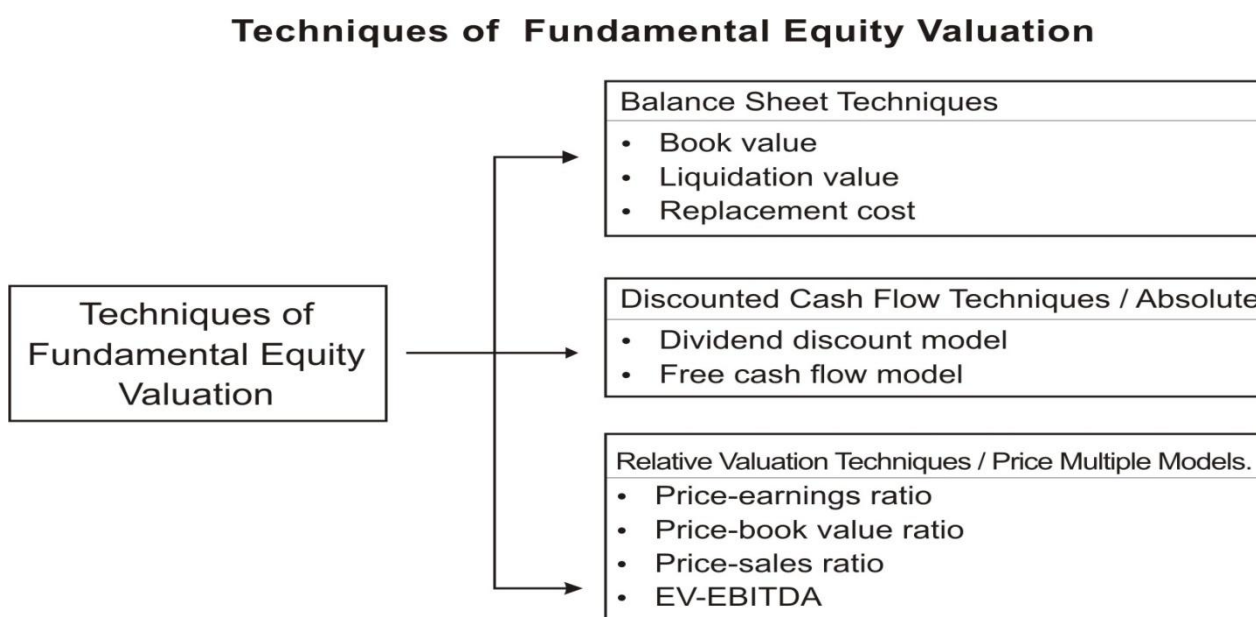 Techniques of Fundamental Equity Valuation
Techniques of
Fundamental Equity
Valuation
Balance Sheet Techniques
• Book value
• Liquidation value
• Replacement cost
Discounted Cash Flow Techniques / Absolute
• Dividend discount model
• Free cash flow model
Relative Valuation Techniques / Price Multiple Models.
• Price-earnings ratio
• Price-book value ratio
• Price-sales ratio
• EV-EBITDA